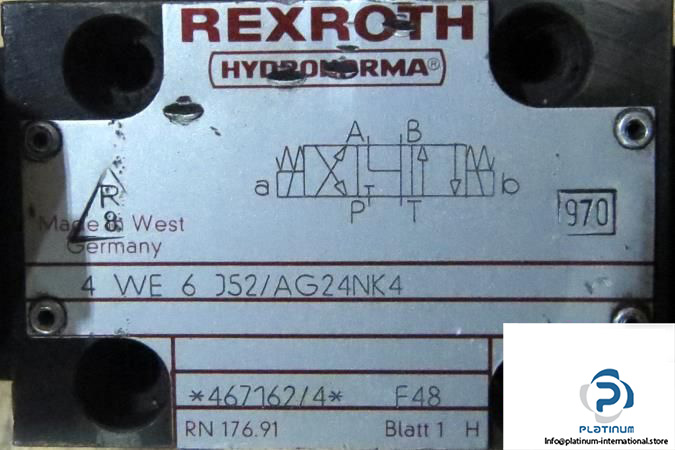 REXROTH
HYDRONORMA®
A B
a b
P T
R
8
Made in West
Germany
970
4 WE 6 J52/AG24NK4
*467162/4* F48
RN 176.91 Blatt 1 H
PLATINUM
info@platinum-international.store